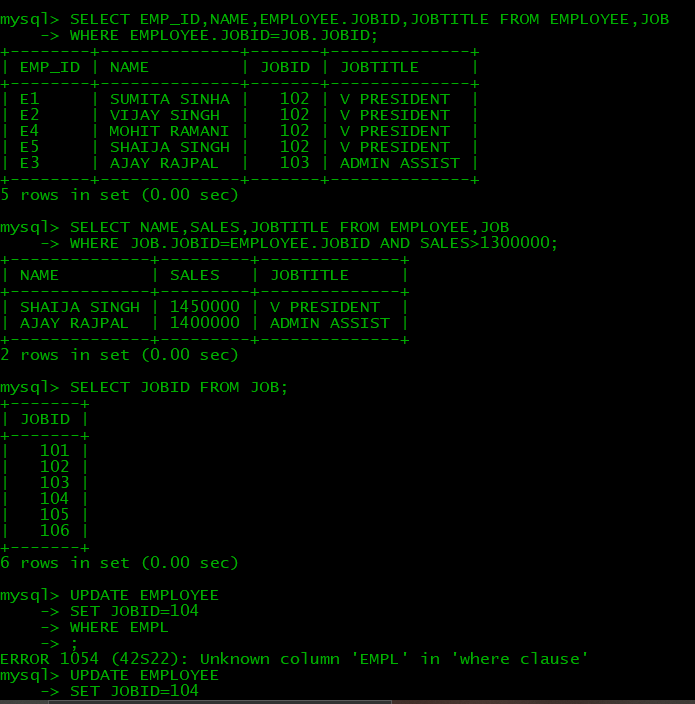 mysql> SELECT EMP_ID,NAME,EMPLOYEE.JOBID,JOBTITLE FROM EMPLOYEE,JOB
    -> WHERE EMPLOYEE.JOBID=JOB.JOBID;
+--------+--------------+-------+--------------+
| EMP_ID | NAME         | JOBID | JOBTITLE     |
+--------+--------------+-------+--------------+
| E1     | SUMITA SINHA |   102 | V PRESIDENT  |
| E2     | VIJAY SINGH  |   102 | V PRESIDENT  |
| E4     | MOHIT RAMANI |   102 | V PRESIDENT  |
| E5     | SHAIJA SINGH |   102 | V PRESIDENT  |
| E3     | AJAY RAJPAL  |   103 | ADMIN ASSIST |
+--------+--------------+-------+--------------+
5 rows in set (0.00 sec)
mysql> SELECT NAME,SALES,JOBTITLE FROM EMPLOYEE,JOB
    -> WHERE JOB.JOBID=EMPLOYEE.JOBID AND SALES>1300000;
+--------------+---------+--------------+
| NAME         | SALES   | JOBTITLE     |
+--------------+---------+--------------+
| SHAIJA SINGH | 1450000 | V PRESIDENT  |
| AJAY RAJPAL  | 1400000 | ADMIN ASSIST |
+--------------+---------+--------------+
2 rows in set (0.00 sec)
mysql> SELECT JOBID FROM JOB;
+-------+
| JOBID |
+-------+
|   101 |
|   102 |
|   103 |
|   104 |
|   105 |
|   106 |
+-------+
6 rows in set (0.00 sec)
mysql> UPDATE EMPLOYEE
    -> SET JOBID=104
    -> WHERE EMPL
    -> ;
ERROR 1054 (42S22): Unknown column 'EMPL' in 'where clause'
mysql> UPDATE EMPLOYEE
    -> SET JOBID=104